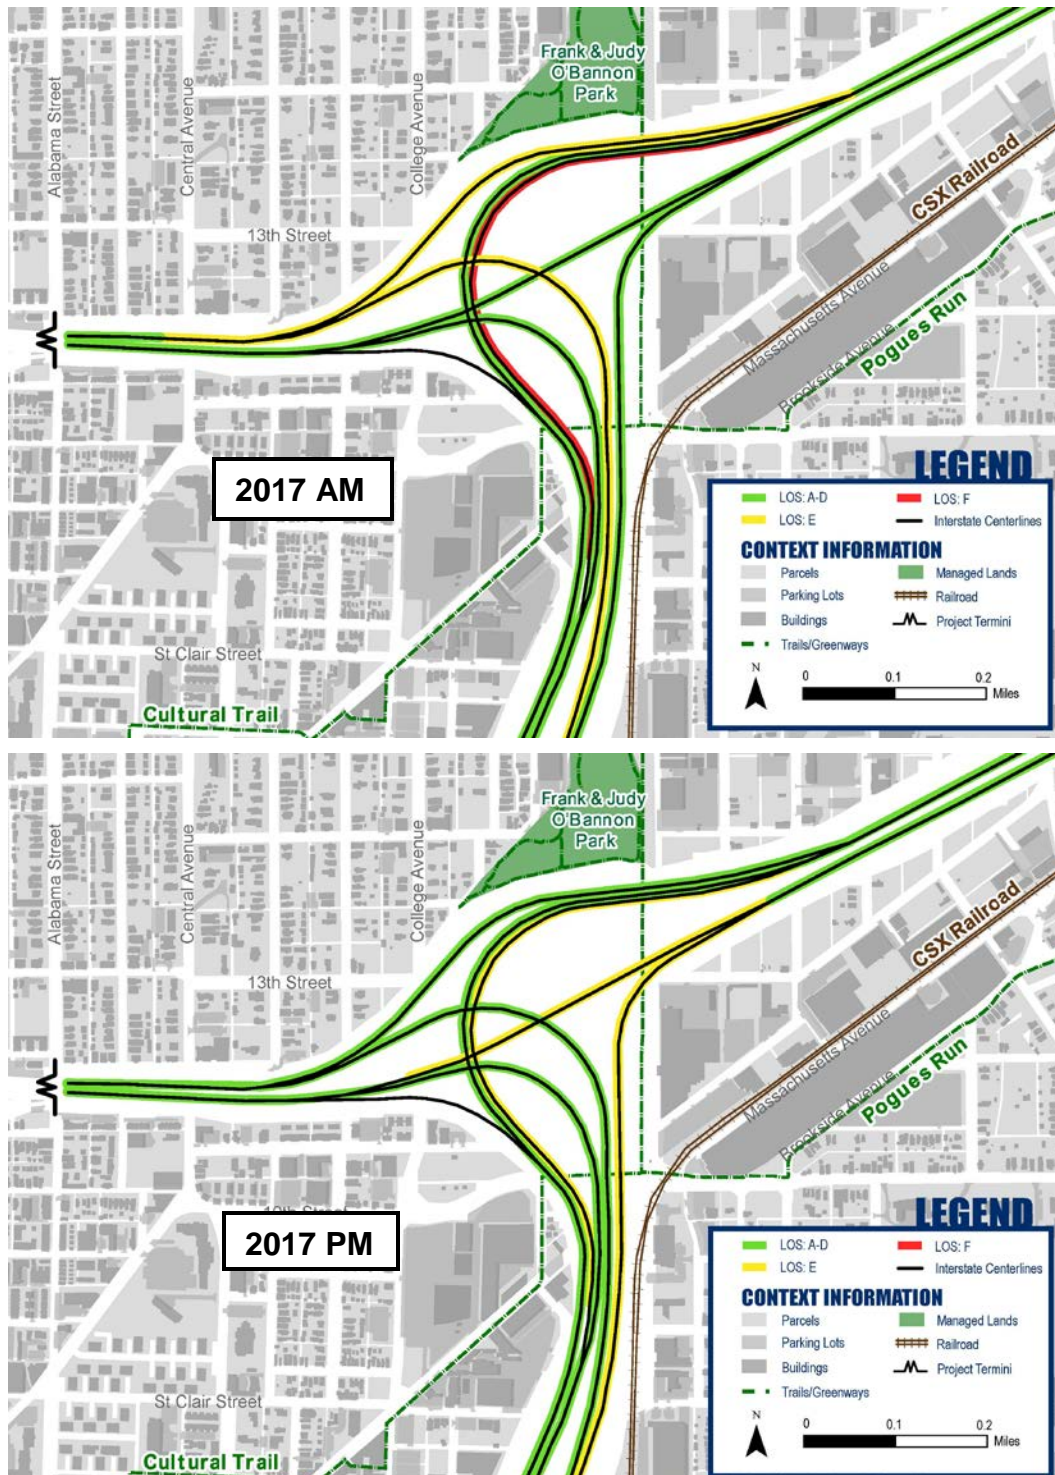 Frank & Judy
O'Bannon
Park
Alabama Street
Central Avenue
College Avenue
13th Street
CSX Railroad
Massachusetts Avenue
Brookside Avenue
Pogues Run
2017 AM
St Clair Street
Cultural Trail
LEGEND
LOS: A-D
LOS: F
LOS: E
Interstate Centerlines
CONTEXT INFORMATION
Parcels
Managed Lands
Parking Lots
Railroad
Buildings
Project Termini
Trails/Greenways
N
0 0.1 0.2
Miles
Frank & Judy
O'Bannon
Park
Alabama Street
Central Avenue
College Avenue
13th Street
CSX Railroad
Massachusetts Avenue
Brookside Avenue
Pogues Run
10th Street
2017 PM
St Clair Street
Cultural Trail
LEGEND
LOS: A-D
LOS: F
LOS: E
Interstate Centerlines
CONTEXT INFORMATION
Parcels
Managed Lands
Parking Lots
Railroad
Buildings
Project Termini
Trails/Greenways
N
0 0.1 0.2
Miles